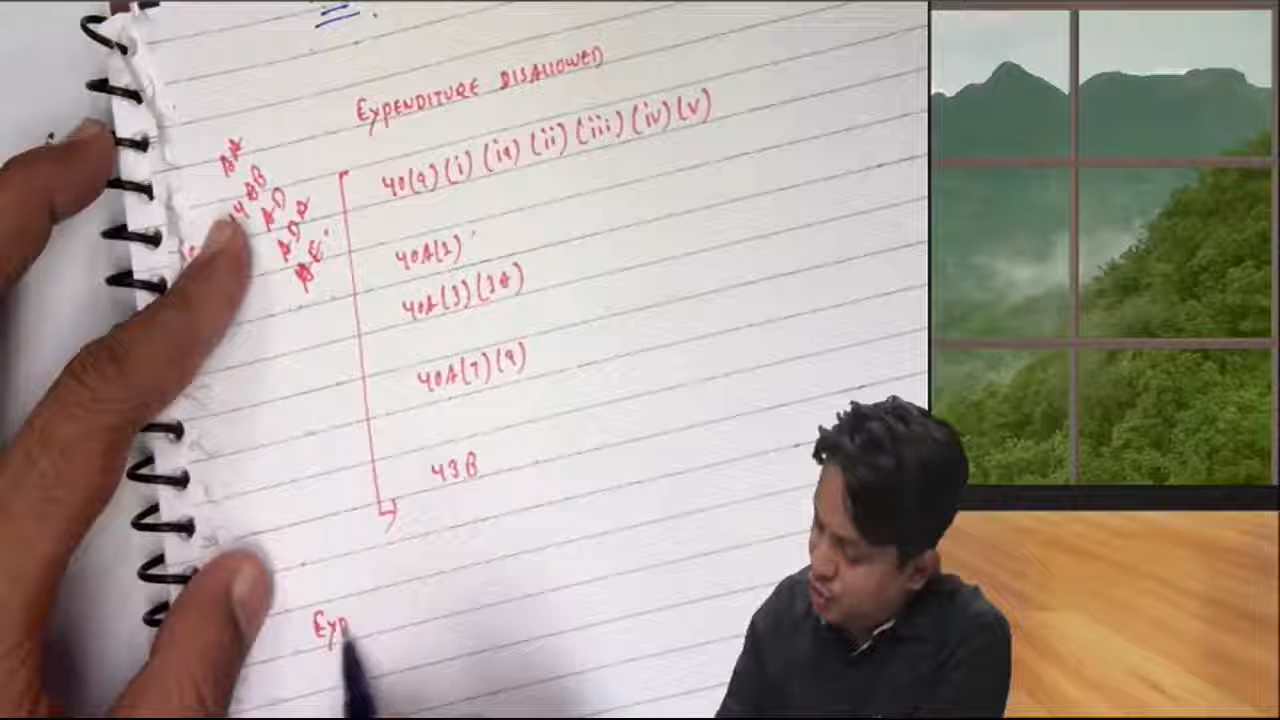 EXPENDITURE DISALLOWED
40(a)(i)(ia)(ii)(iii)(iv)(v)
40A(2)
40A(3)(3A)
40A(7)(9)
43B
Exp